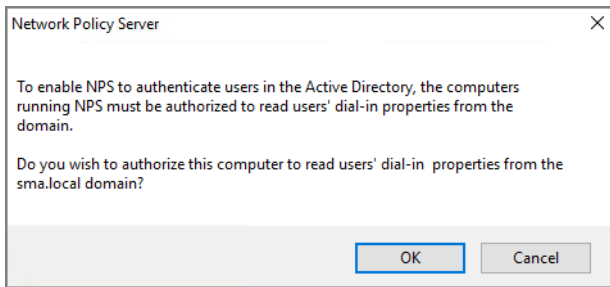 Network Policy Server
To enable NPS to authenticate users in the Active Directory, the computers
running NPS must be authorized to read users' dial-in properties from the
domain.
Do you wish to authorize this computer to read users' dial-in  properties from the
sma.local domain?
OK Cancel